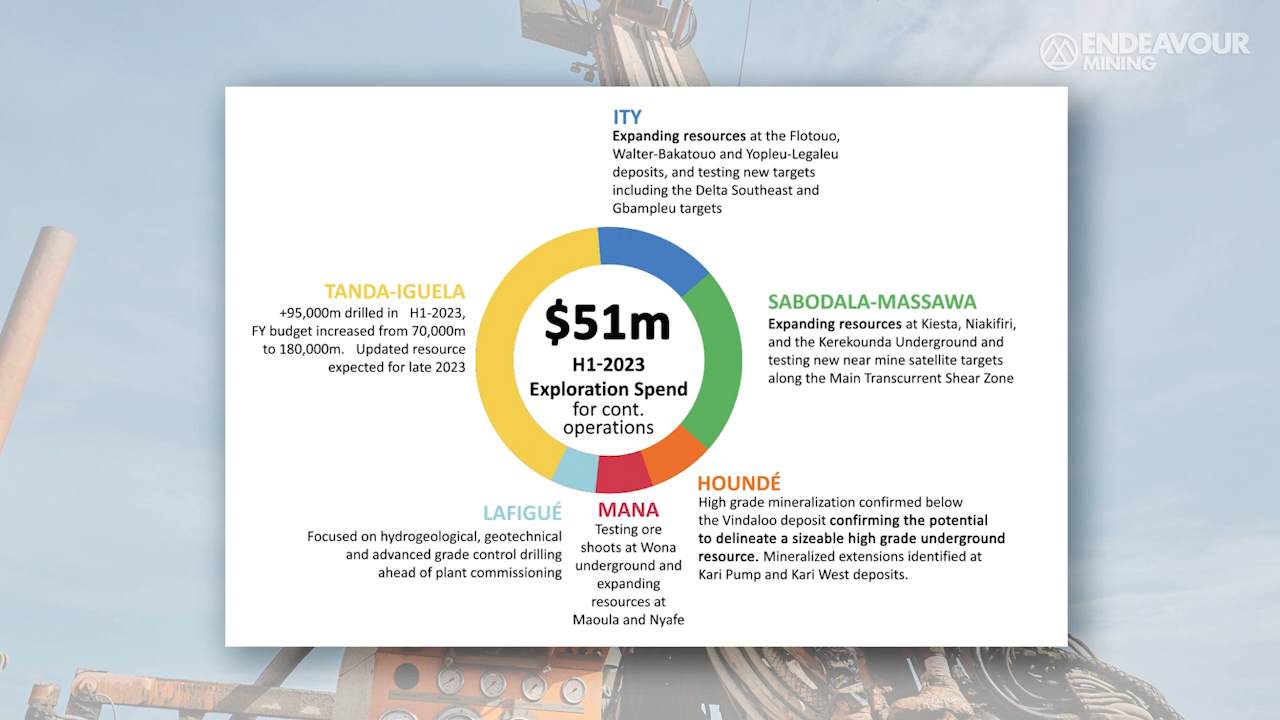 ENDEAVOUR
MINING
ITY
Expanding resources at the Flotouo,
Walter-Bakatouo and Yopleu-Legaleu
deposits, and testing new targets
including the Delta Southeast and
Gbampleu targets
TANDA-IGUELA
+95,000m drilled in H1-2023,
FY budget increased from 70,000m
to 180,000m. Updated resource
expected for late 2023
$51m
H1-2023
Exploration Spend
for cont.
operations
SABODALA-MASSAWA
Expanding resources at Kiesta, Niakifiri,
and the Kerekounda Underground and
testing new near mine satellite targets
along the Main Transcurrent Shear Zone
HOUNDÉ
High grade mineralization confirmed below
the Vindaloo deposit confirming the potential
to delineate a sizeable high grade underground
resource. Mineralized extensions identified at
Kari Pump and Kari West deposits.
MANA
Testing ore
shoots at Wona
underground and
expanding
resources at
Maoula and Nyafe
LAFIGUÉ
Focused on hydrogeological, geotechnical
and advanced grade control drilling
ahead of plant commissioning